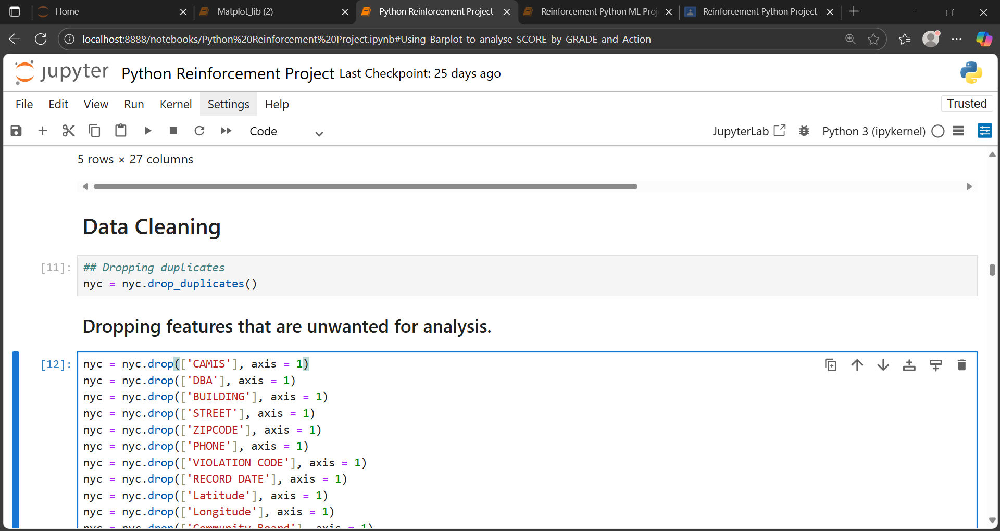 Home
Matplot_lib (2)
Python Reinforcement Project
Reinforcement Python ML Proj
Reinforcement Python Project
localhost:8888/notebooks/Python%20Reinforcement%20Project.ipynb#Using-Barplot-to-analyse-SCORE-by-GRADE-and-Action
jupyter Python Reinforcement Project Last Checkpoint: 25 days ago
File Edit View Run Kernel Settings Help Trusted
Code JupyterLab Python 3 (ipykernel)
5 rows × 27 columns
Data Cleaning
[11]: ## Dropping duplicates
nyc = nyc.drop_duplicates()
Dropping features that are unwanted for analysis.
[12]: nyc = nyc.drop(['CAMIS'], axis = 1)
nyc = nyc.drop(['DBA'], axis = 1)
nyc = nyc.drop(['BUILDING'], axis = 1)
nyc = nyc.drop(['STREET'], axis = 1)
nyc = nyc.drop(['ZIPCODE'], axis = 1)
nyc = nyc.drop(['PHONE'], axis = 1)
nyc = nyc.drop(['VIOLATION CODE'], axis = 1)
nyc = nyc.drop(['RECORD DATE'], axis = 1)
nyc = nyc.drop(['Latitude'], axis = 1)
nyc = nyc.drop(['Longitude'], axis = 1)
nyc = nyc.drop(['Community Board'], axis = 1)